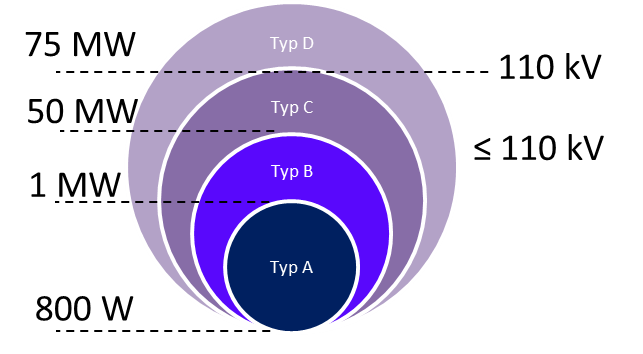 75 MW
Typ D
110 kV
50 MW
Typ C
≤ 110 kV
Typ B
1 MW
Typ A
800 W